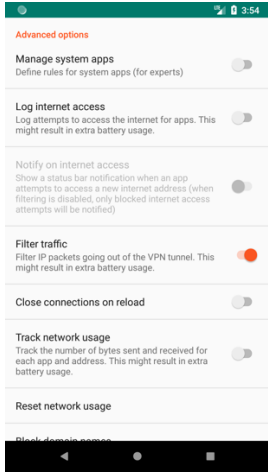 3:54
Advanced options
Manage system apps
Define rules for system apps (for experts)
Log internet access
Log attempts to access the internet for apps. This
might result in extra battery usage.
Notify on internet access
Show a status bar notification when an app
attempts to access a new internet address (when
filtering is disabled, only blocked internet access
attempts will be notified)
Filter traffic
Filter IP packets going out of the VPN tunnel. This
might result in extra battery usage.
Close connections on reload
Track network usage
Track the number of bytes sent and received for
each app and address. This might result in extra
battery usage.
Reset network usage
Block domain names